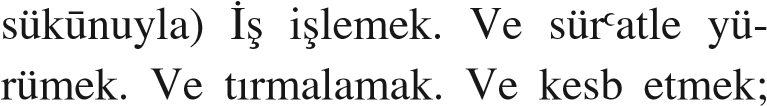 sükūnuyla) İş işlemek. Ve sürʿatle yü-
rümek. Ve tırmalamak. Ve kesb etmek;